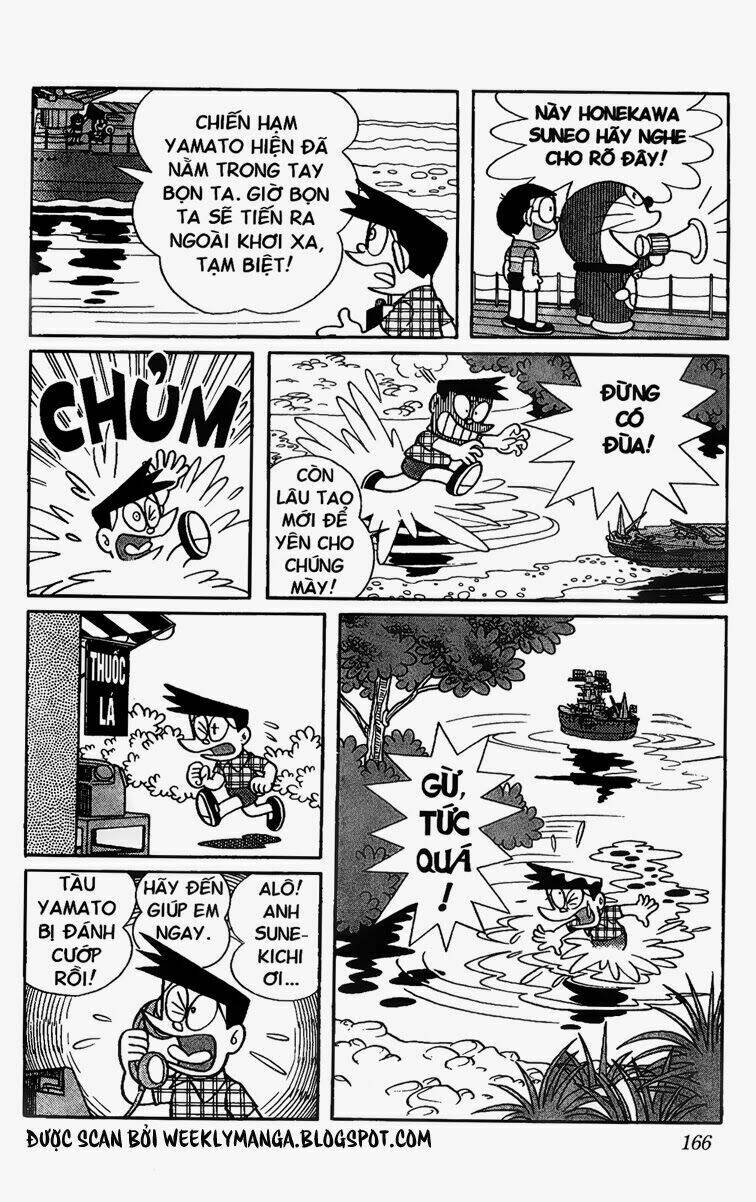 NÀY HONEKAWA
SUNEO HÃY NGHE
CHO RÕ ĐÂY!
CHIẾN HẠM
YAMATO HIỆN ĐÃ
NẰM TRONG TAY
BỌN TA. GIỜ BỌN
TA SẼ TIẾN RA
NGOÀI KHƠI XA,
TẠM BIỆT!
ĐỪNG
CÓ
ĐÙA!
CÒN
LÂU TAO
MỚI ĐỂ
YÊN CHO
CHÚNG
MÀY!
CHỦM
GỪ,
TỨC
QUÁ
!
THUỐC
LÁ
ALÔ!
ANH
SUNE-
KICHI
ƠI...
HÃY ĐẾN
GIÚP EM
NGAY.
TÀU
YAMATO
BỊ ĐÁNH
CƯỚP
RỒI!
ĐƯỢC SCAN BỞI WEEKLYMANGA.BLOGSPOT.COM
166